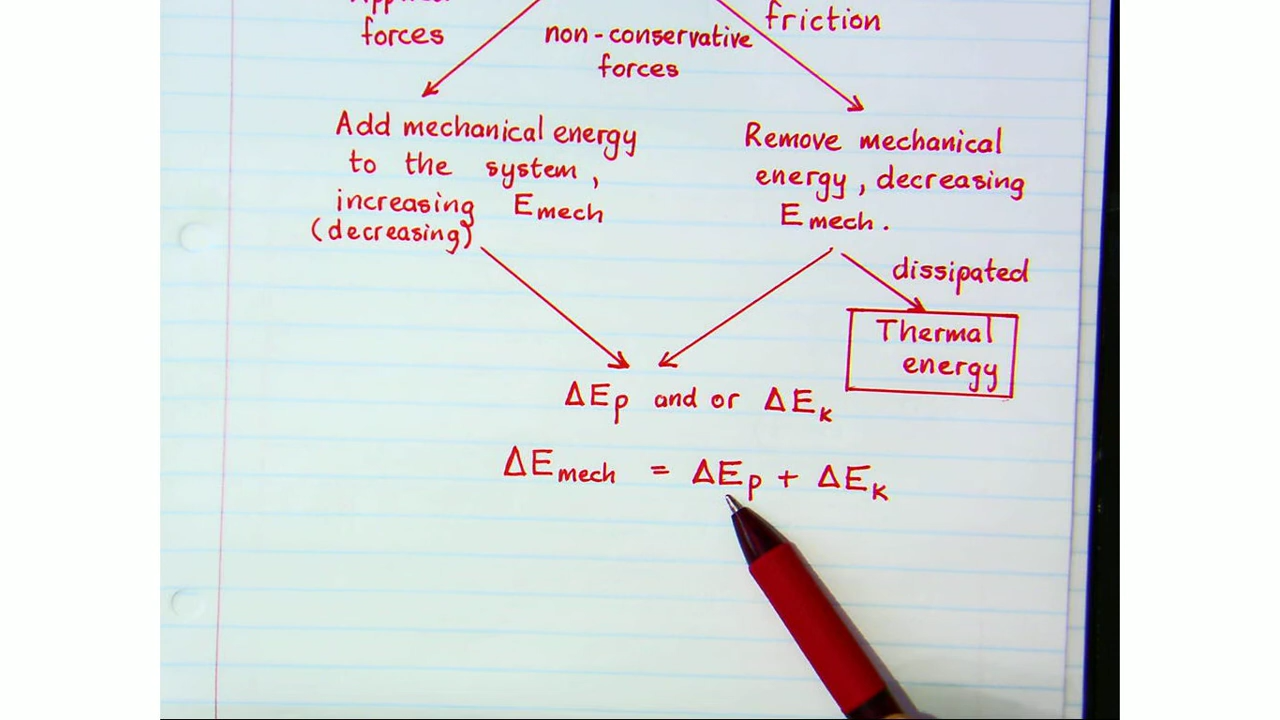 forces
friction
non-conservative
forces
Add mechanical energy
to the system,
increasing Emech
(decreasing)
Remove mechanical
energy, decreasing
Emech.
dissipated
Thermal
energy
ΔEp and or ΔEk
ΔEmech = ΔEp + ΔEk